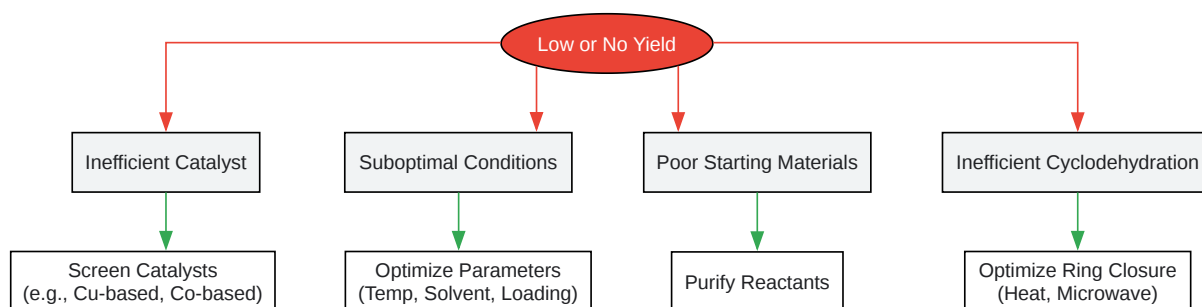 Low or No Yield
Inefficient Catalyst
Suboptimal Conditions
Poor Starting Materials
Inefficient Cyclodehydration
Screen Catalysts
(e.g., Cu-based, Co-based)
Optimize Parameters
(Temp, Solvent, Loading)
Purify Reactants
Optimize Ring Closure
(Heat, Microwave)